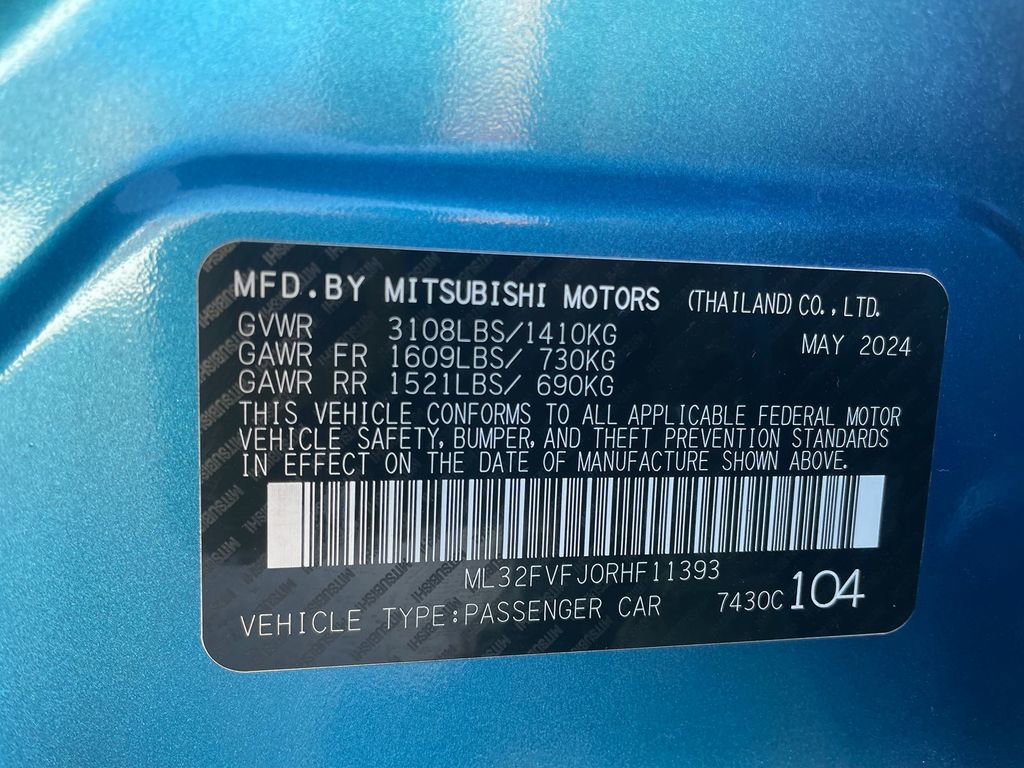 MFD.BY MITSUBISHI MOTORS (THAILAND)CO.,LTD.
GVWR 3108LBS/1410KG MAY 2024
GAWR FR 1609LBS/ 730KG
GAWR RR 1521LBS/ 690KG
THIS VEHICLE CONFORMS TO ALL APPLICABLE FEDERAL MOTOR
VEHICLE SAFETY, BUMPER, AND THEFT PREVENTION STANDARDS
IN EFFECT ON THE DATE OF MANUFACTURE SHOWN ABOVE.
ML32FVFJ0RHF11393
VEHICLE TYPE:PASSENGER CAR 7430C 104